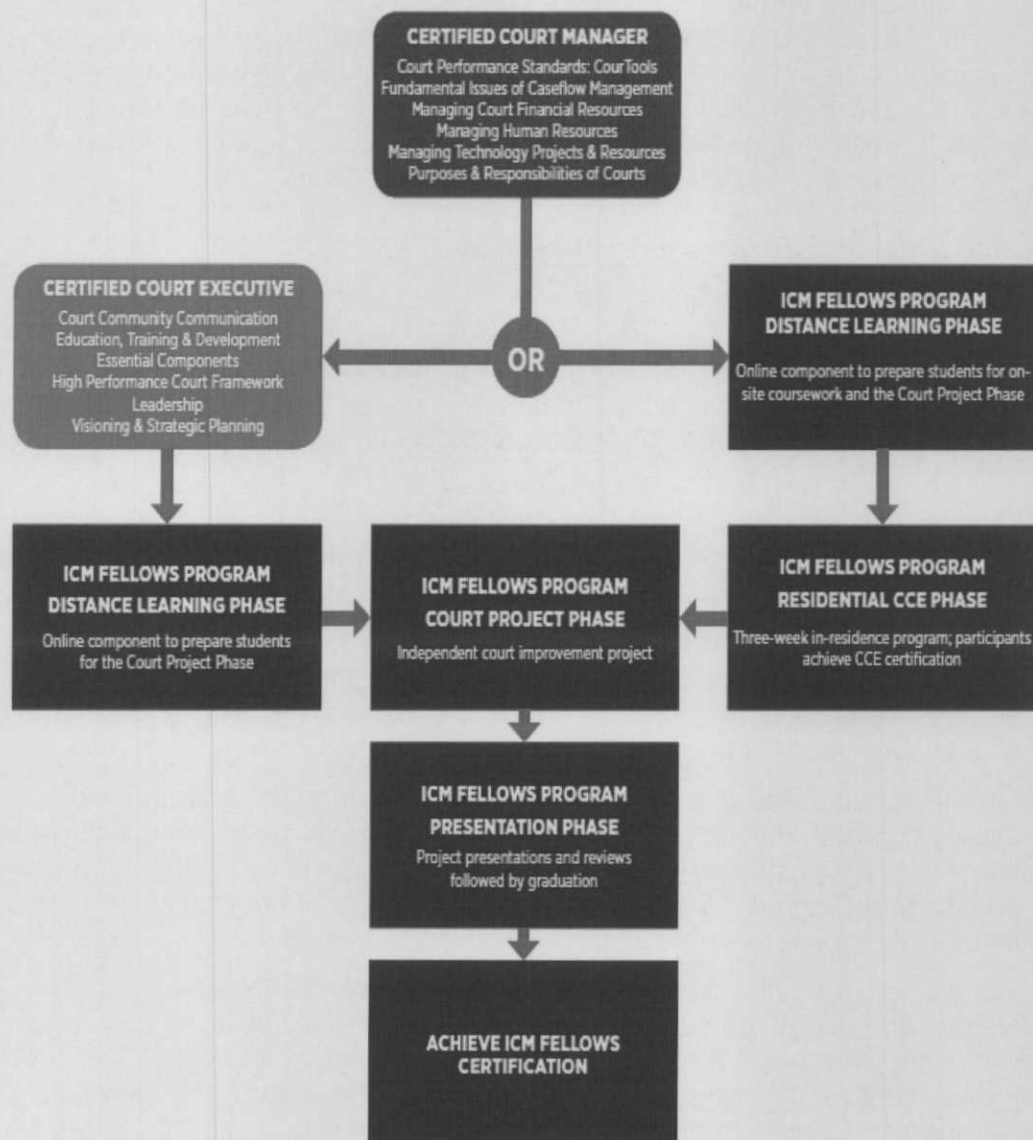 CERTIFIED COURT MANAGER
Court Performance Standards: CourTools
Fundamental Issues of Caseflow Management
Managing Court Financial Resources
Managing Human Resources
Managing Technology Projects & Resources
Purposes & Responsibilities of Courts
OR
CERTIFIED COURT EXECUTIVE
Court Community Communication
Education, Training & Development
Essential Components
High Performance Court Framework
Leadership
Visioning & Strategic Planning
ICM FELLOWS PROGRAM
DISTANCE LEARNING PHASE
Online component to prepare students for on-
site coursework and the Court Project Phase
ICM FELLOWS PROGRAM
DISTANCE LEARNING PHASE
Online component to prepare students
for the Court Project Phase
ICM FELLOWS PROGRAM
COURT PROJECT PHASE
Independent court improvement project
ICM FELLOWS PROGRAM
RESIDENTIAL CCE PHASE
Three-week in-residence program; participants
achieve CCE certification
ICM FELLOWS PROGRAM
PRESENTATION PHASE
Project presentations and reviews
followed by graduation
ACHIEVE ICM FELLOWS
CERTIFICATION